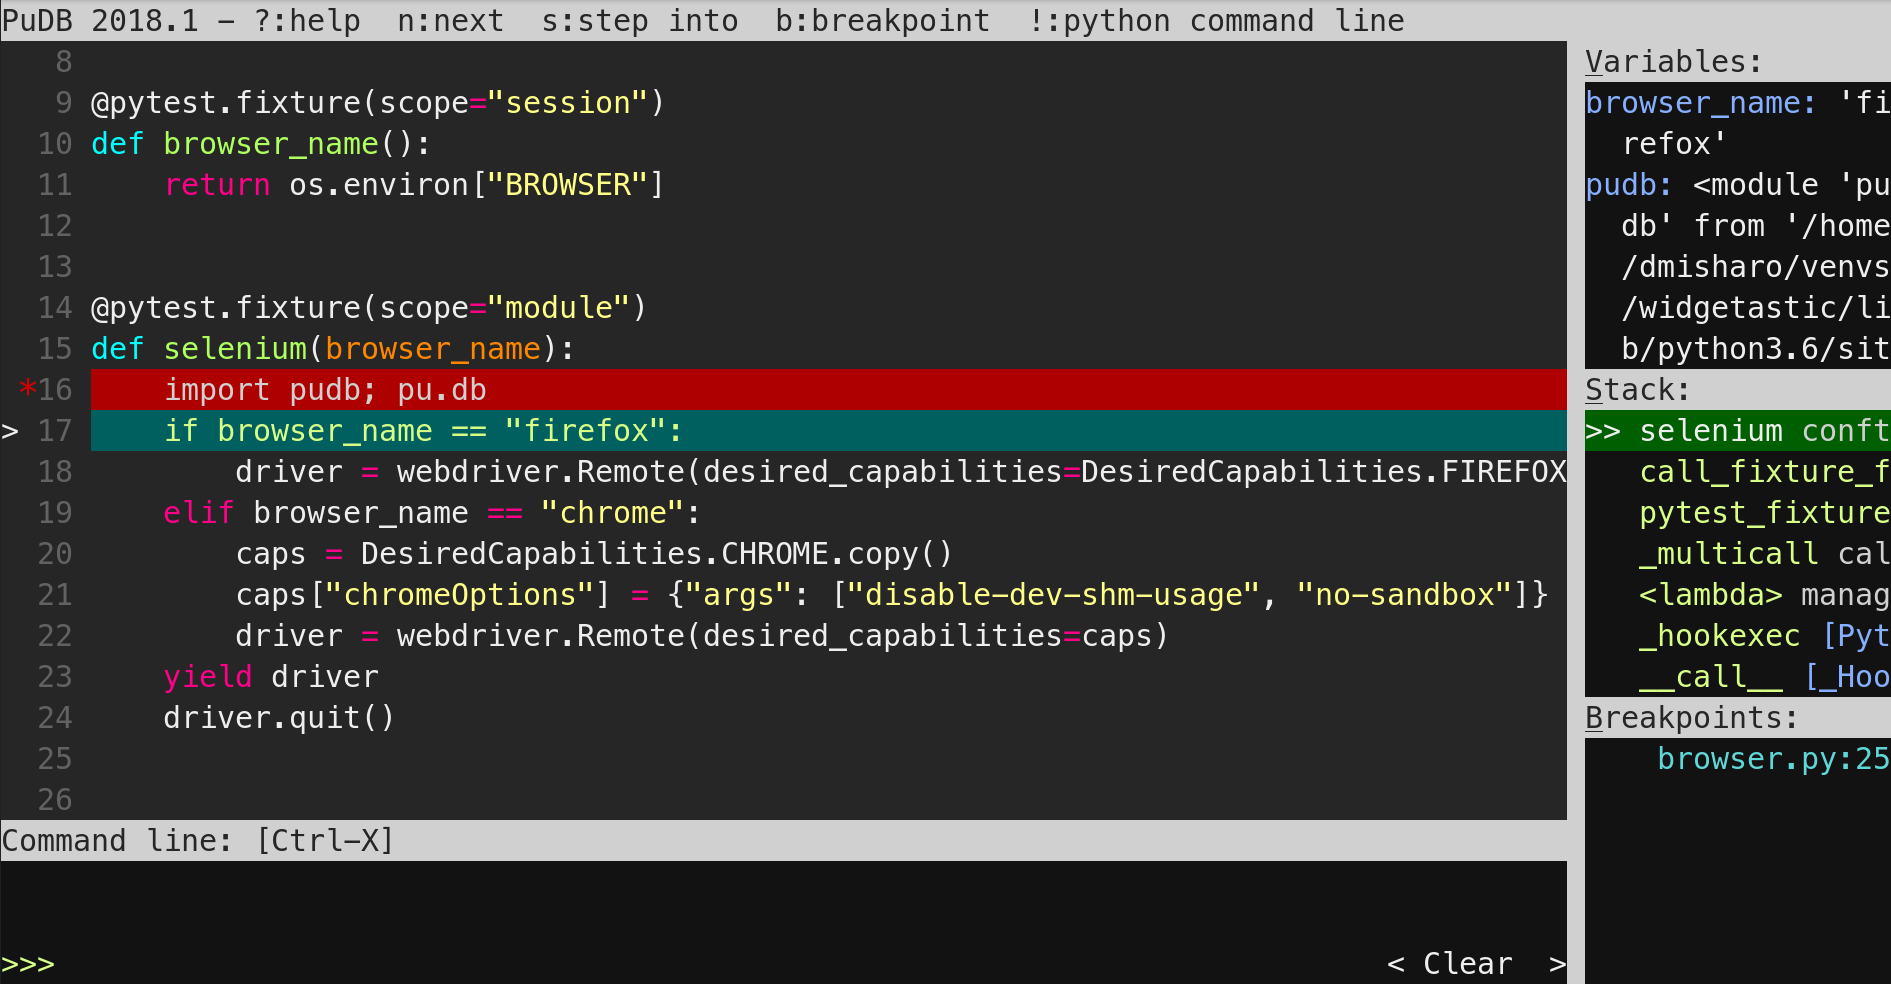 PuDB 2018.1 - ?:help  n:next  s:step into  b:breakpoint  !:python command line
8
9 @pytest.fixture(scope="session")
10 def browser_name():
11     return os.environ["BROWSER"]
12
13
14 @pytest.fixture(scope="module")
15 def selenium(browser_name):
*16     import pudb; pu.db
> 17     if browser_name == "firefox":
18         driver = webdriver.Remote(desired_capabilities=DesiredCapabilities.FIREFOX
19     elif browser_name == "chrome":
20         caps = DesiredCapabilities.CHROME.copy()
21         caps["chromeOptions"] = {"args": ["disable-dev-shm-usage", "no-sandbox"]}
22         driver = webdriver.Remote(desired_capabilities=caps)
23     yield driver
24     driver.quit()
25
26
Command line: [Ctrl-X]
>>>
< Clear  >
Variables:
browser_name: 'fi
refox'
pudb: <module 'pu
db' from '/home
/dmisharo/venvs
/widgetastic/li
b/python3.6/sit
Stack:
>> selenium conft
call_fixture_f
pytest_fixture
_multicall cal
<lambda> manag
_hookexec [Pyt
__call__ [_Hoo
Breakpoints:
browser.py:25